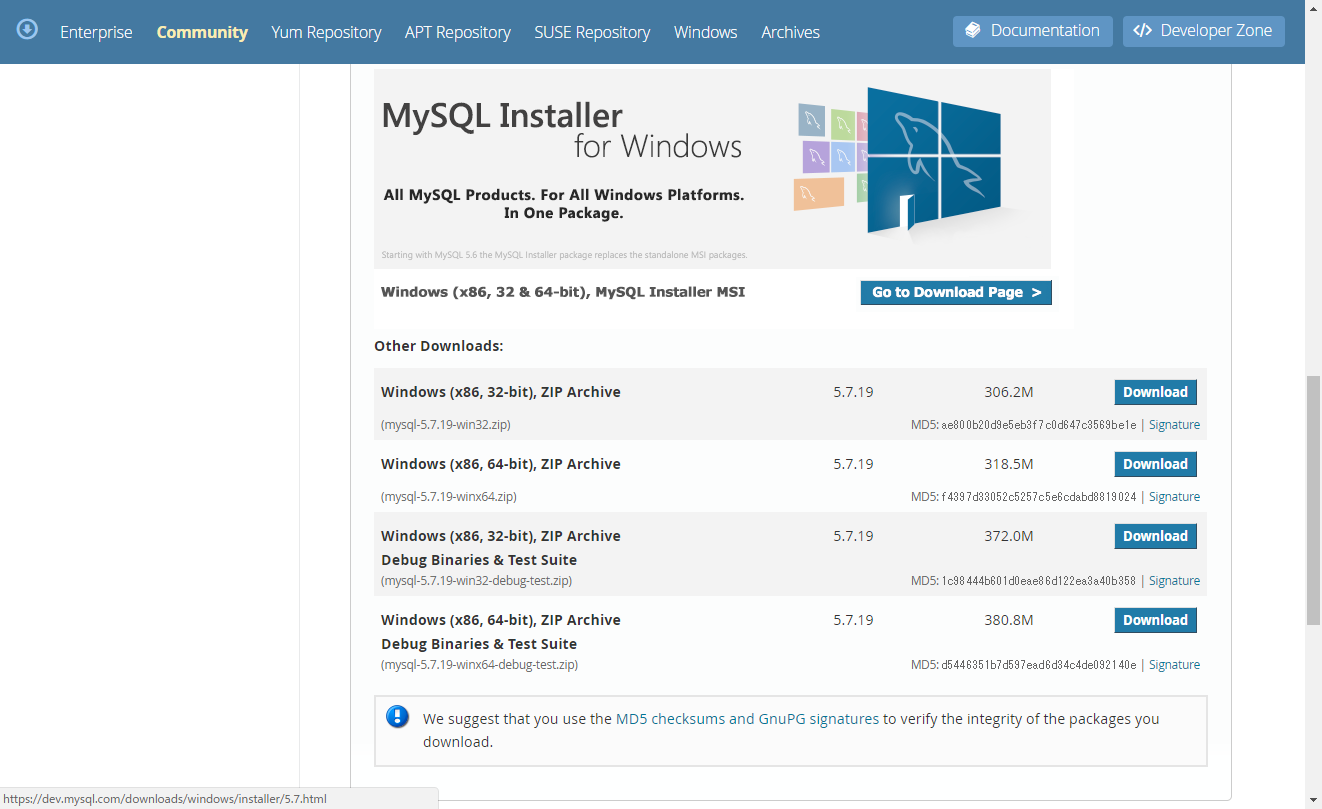 Enterprise Community Yum Repository APT Repository SUSE Repository Windows Archives Documentation </> Developer Zone
MySQL Installer
for Windows
All MySQL Products. For All Windows Platforms.
In One Package.
Starting with MySQL 5.6 the MySQL Installer package replaces the standalone MSI packages.
Windows (x86, 32 & 64-bit), MySQL Installer MSI Go to Download Page >
Other Downloads:
Windows (x86, 32-bit), ZIP Archive 5.7.19 306.2M Download
(mysql-5.7.19-win32.zip) MD5: ae800b20d9e5eb3f7c0d647c3569be1e | Signature
Windows (x86, 64-bit), ZIP Archive 5.7.19 318.5M Download
(mysql-5.7.19-winx64.zip) MD5: f4397d33052c5257c5e6cdabd8819024 | Signature
Windows (x86, 32-bit), ZIP Archive 5.7.19 372.0M Download
Debug Binaries & Test Suite
(mysql-5.7.19-win32-debug-test.zip) MD5: 1c98444b601d0eae86d122ea3a40b358 | Signature
Windows (x86, 64-bit), ZIP Archive 5.7.19 380.8M Download
Debug Binaries & Test Suite
(mysql-5.7.19-winx64-debug-test.zip) MD5: d5446351b7d597ead6d34c4de092140e | Signature
We suggest that you use the MD5 checksums and GnuPG signatures to verify the integrity of the packages you
download.
https://dev.mysql.com/downloads/windows/installer/5.7.html